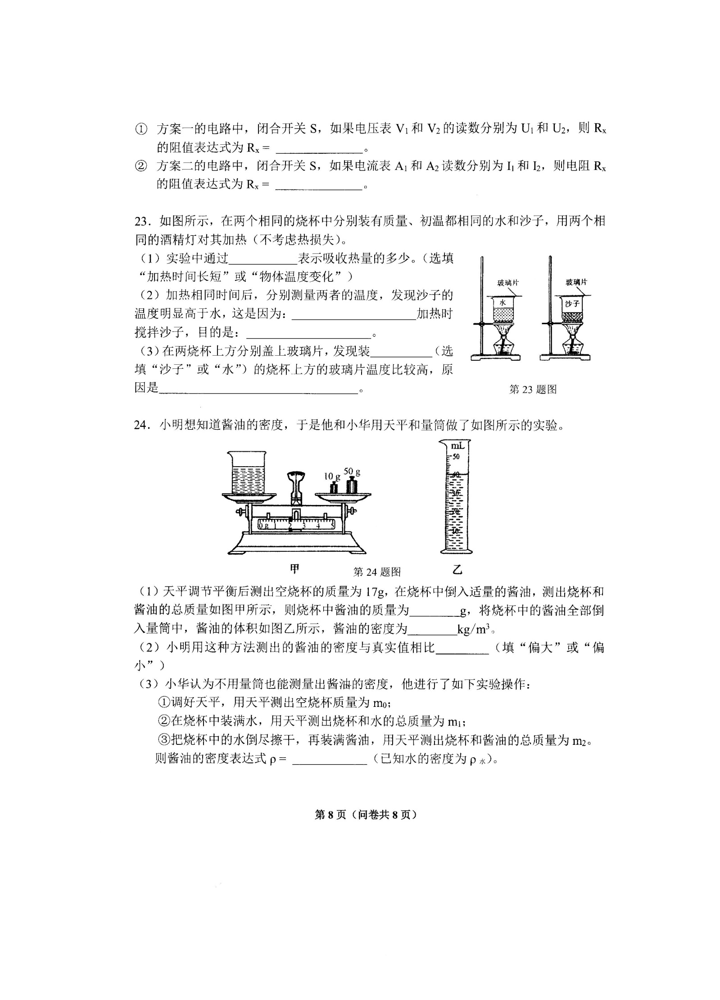 ① 方案一的电路中，闭合开关 S，如果电压表 V₁ 和 V₂ 的读数分别为 U₁ 和 U₂，则 Rₓ
的阻值表达式为 Rₓ = ____________。
② 方案二的电路中，闭合开关 S，如果电流表 A₁ 和 A₂ 读数分别为 I₁ 和 I₂，则电阻 Rₓ
的阻值表达式为 Rₓ = ____________。
23．如图所示，在两个相同的烧杯中分别装有质量、初温都相同的水和沙子，用两个相
同的酒精灯对其加热（不考虑热损失）。
（1）实验中通过__________表示吸收热量的多少。（选填
“加热时间长短”或“物体温度变化”）
（2）加热相同时间后，分别测量两者的温度，发现沙子的
温度明显高于水，这是因为：__________________加热时
搅拌沙子，目的是：__________________。
（3）在两烧杯上方分别盖上玻璃片，发现装_________（选
填“沙子”或“水”）的烧杯上方的玻璃片温度比较高，原
因是____________________________。
玻璃片
水
玻璃片
沙子
第 23 题图
24．小明想知道酱油的密度，于是他和小华用天平和量筒做了如图所示的实验。
10 g 50 g
0g 1 2 3 4 5
甲
mL
50
40
30
20
10
乙
第 24 题图
（1）天平调节平衡后测出空烧杯的质量为 17g，在烧杯中倒入适量的酱油，测出烧杯和
酱油的总质量如图甲所示，则烧杯中酱油的质量为________g，将烧杯中的酱油全部倒
入量筒中，酱油的体积如图乙所示，酱油的密度为________kg/m³。
（2）小明用这种方法测出的酱油的密度与真实值相比________（填“偏大”或“偏
小”）
（3）小华认为不用量筒也能测量出酱油的密度，他进行了如下实验操作：
①调好天平，用天平测出空烧杯质量为 m₀;
②在烧杯中装满水，用天平测出烧杯和水的总质量为 m₁;
③把烧杯中的水倒尽擦干，再装满酱油，用天平测出烧杯和酱油的总质量为 m₂。
则酱油的密度表达式 ρ = ___________（已知水的密度为 ρ水）。
第 8 页（问卷共 8 页）